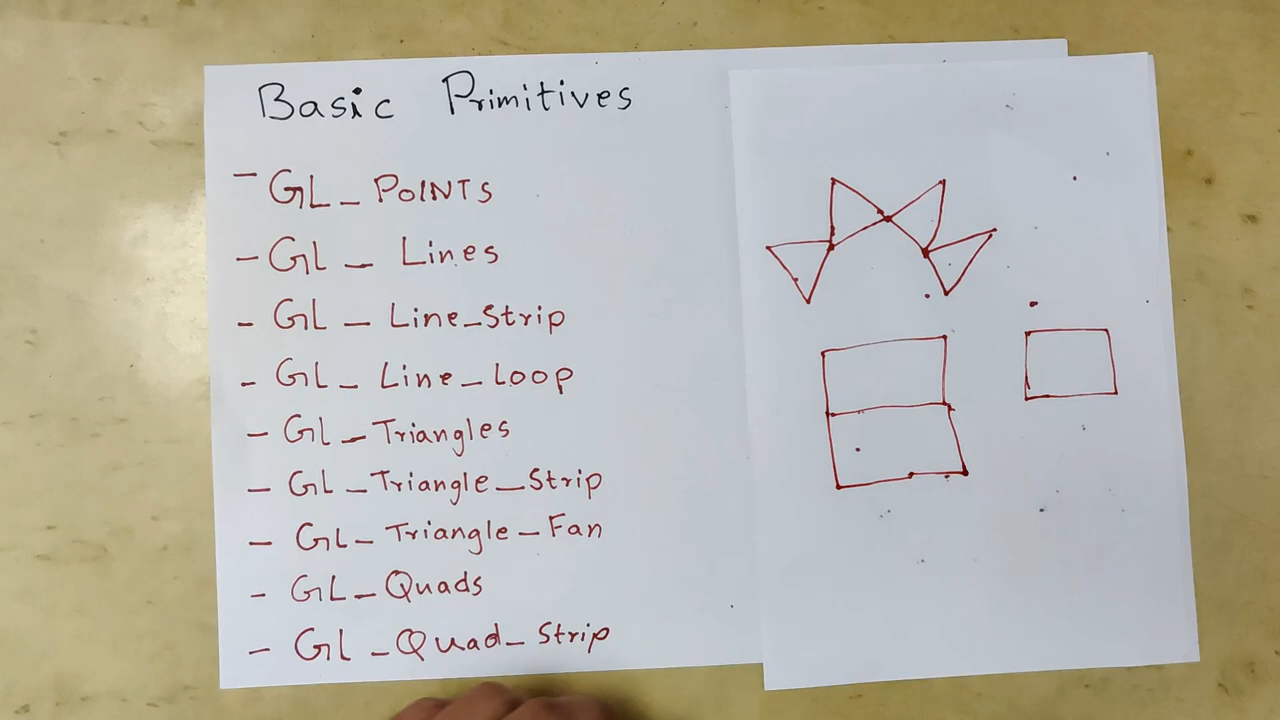 Basic Primitives
- GL_POINTS
- GL_Lines
- GL_Line_Strip
- GL_Line_Loop
- GL_Triangles
- GL_Triangle_Strip
- GL_Triangle_Fan
- GL_Quads
- GL_Quad_Strip